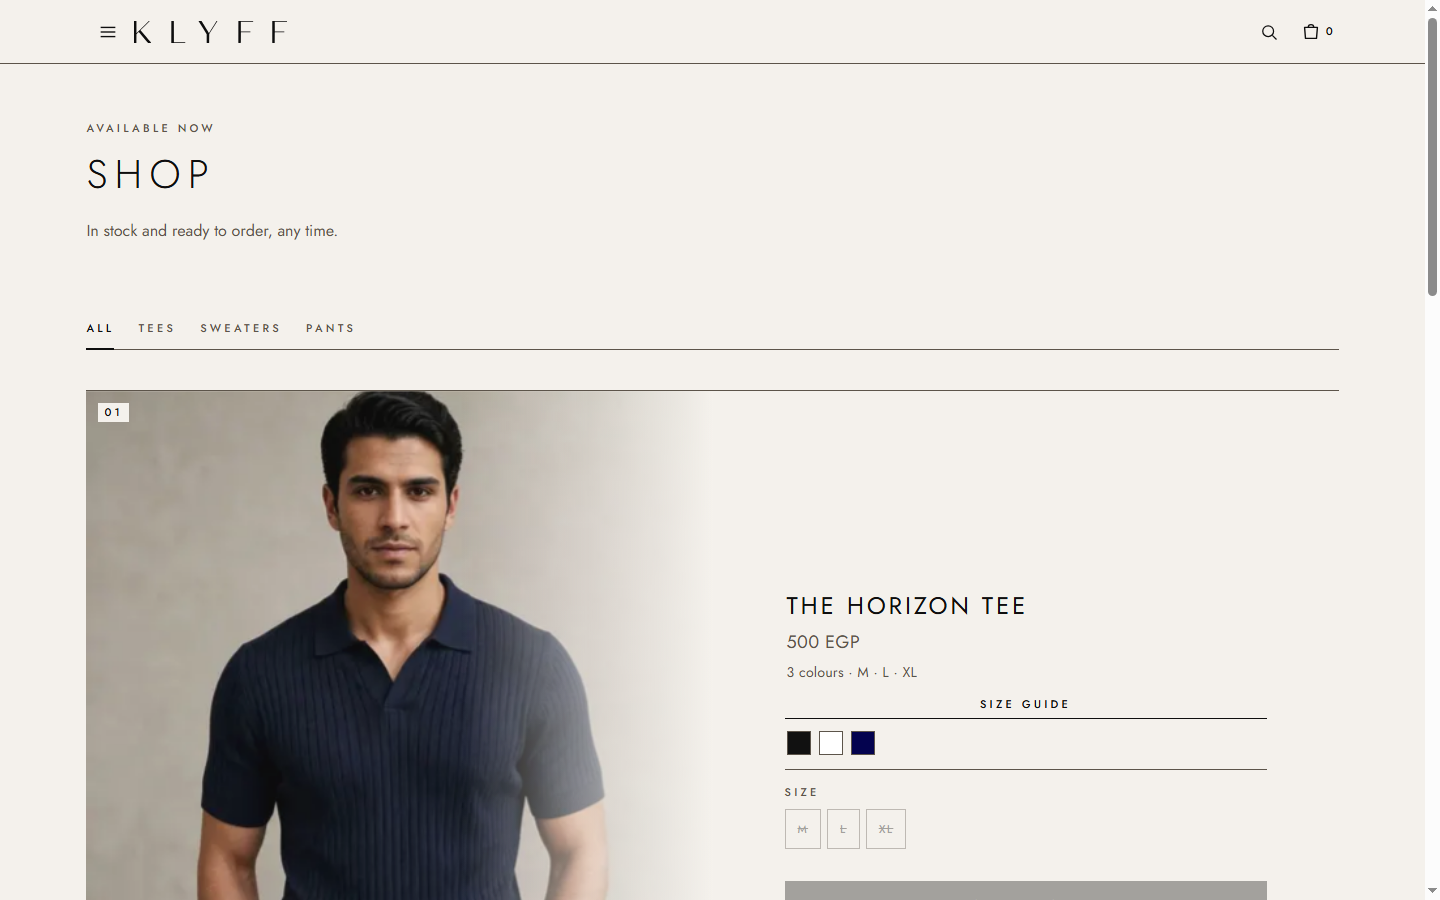 KLYFF
0
AVAILABLE NOW
SHOP
In stock and ready to order, any time.
ALL TEES SWEATERS PANTS
01
THE HORIZON TEE
500 EGP
3 colours · M · L · XL
SIZE GUIDE
SIZE
M L XL